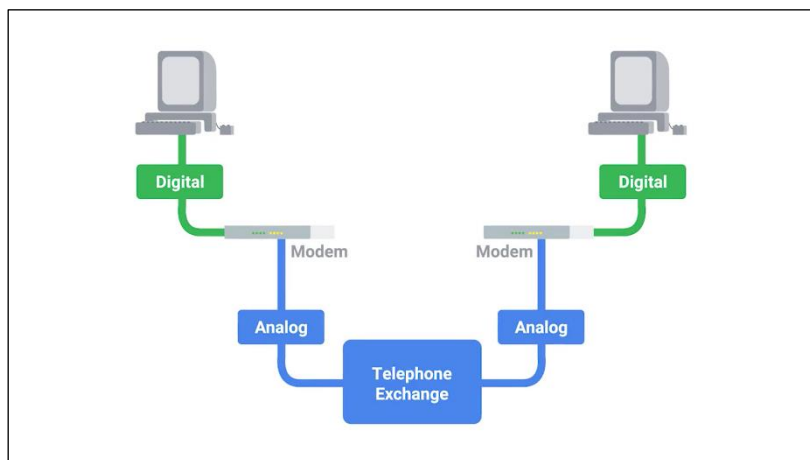 Digital
Digital
Modem
Modem
Analog
Analog
Telephone
Exchange